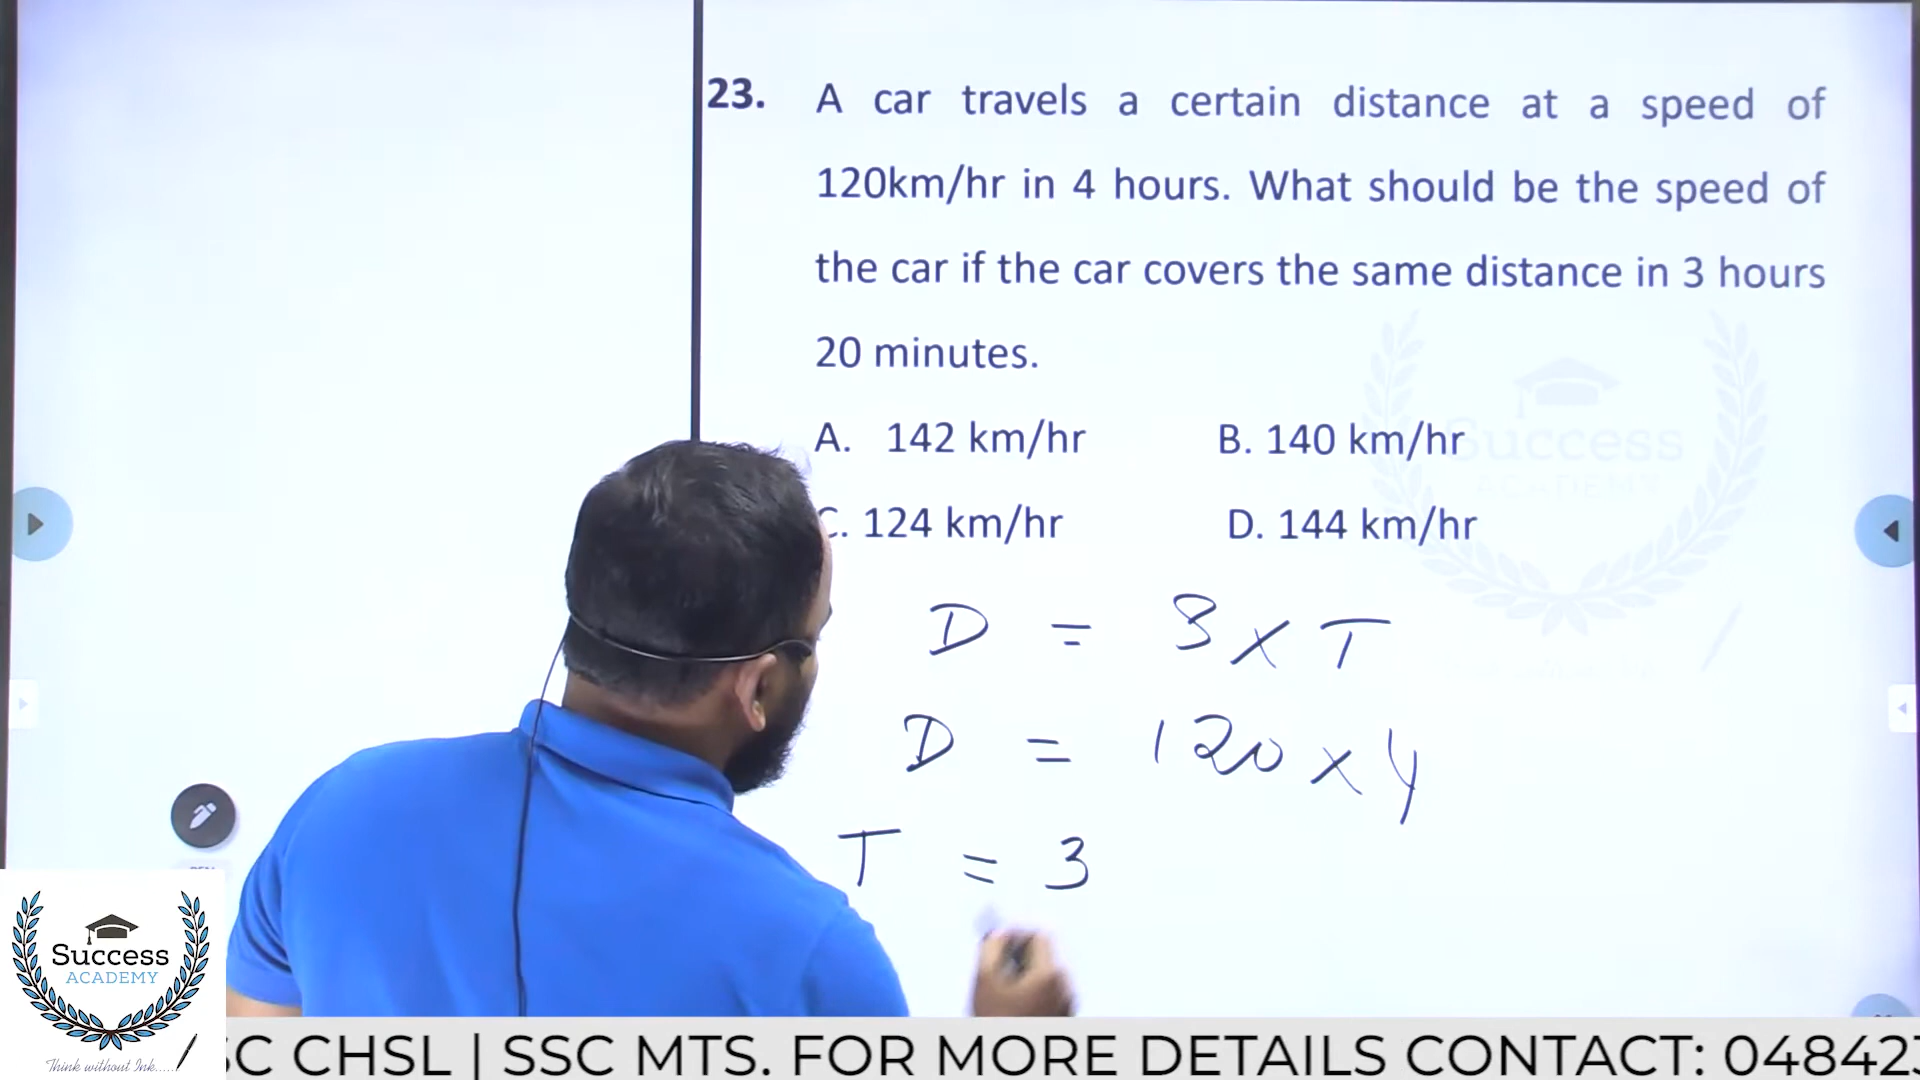 23. A car travels a certain distance at a speed of
120km/hr in 4 hours. What should be the speed of
the car if the car covers the same distance in 3 hours
20 minutes.
A. 142 km/hr B. 140 km/hr
C. 124 km/hr D. 144 km/hr
Success
ACADEMY
D = S × T
D = 120 × 4
T = 3
Success
ACADEMY
Think without Ink......
SC CHSL | SSC MTS. FOR MORE DETAILS CONTACT: 04842